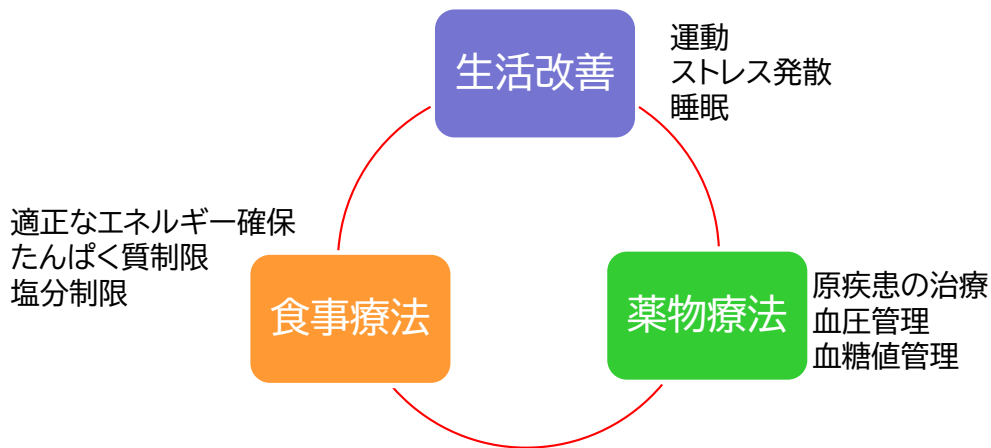 生活改善
運動
ストレス発散
睡眠
適正なエネルギー確保
たんぱく質制限
塩分制限
食事療法
薬物療法
原疾患の治療
血圧管理
血糖値管理